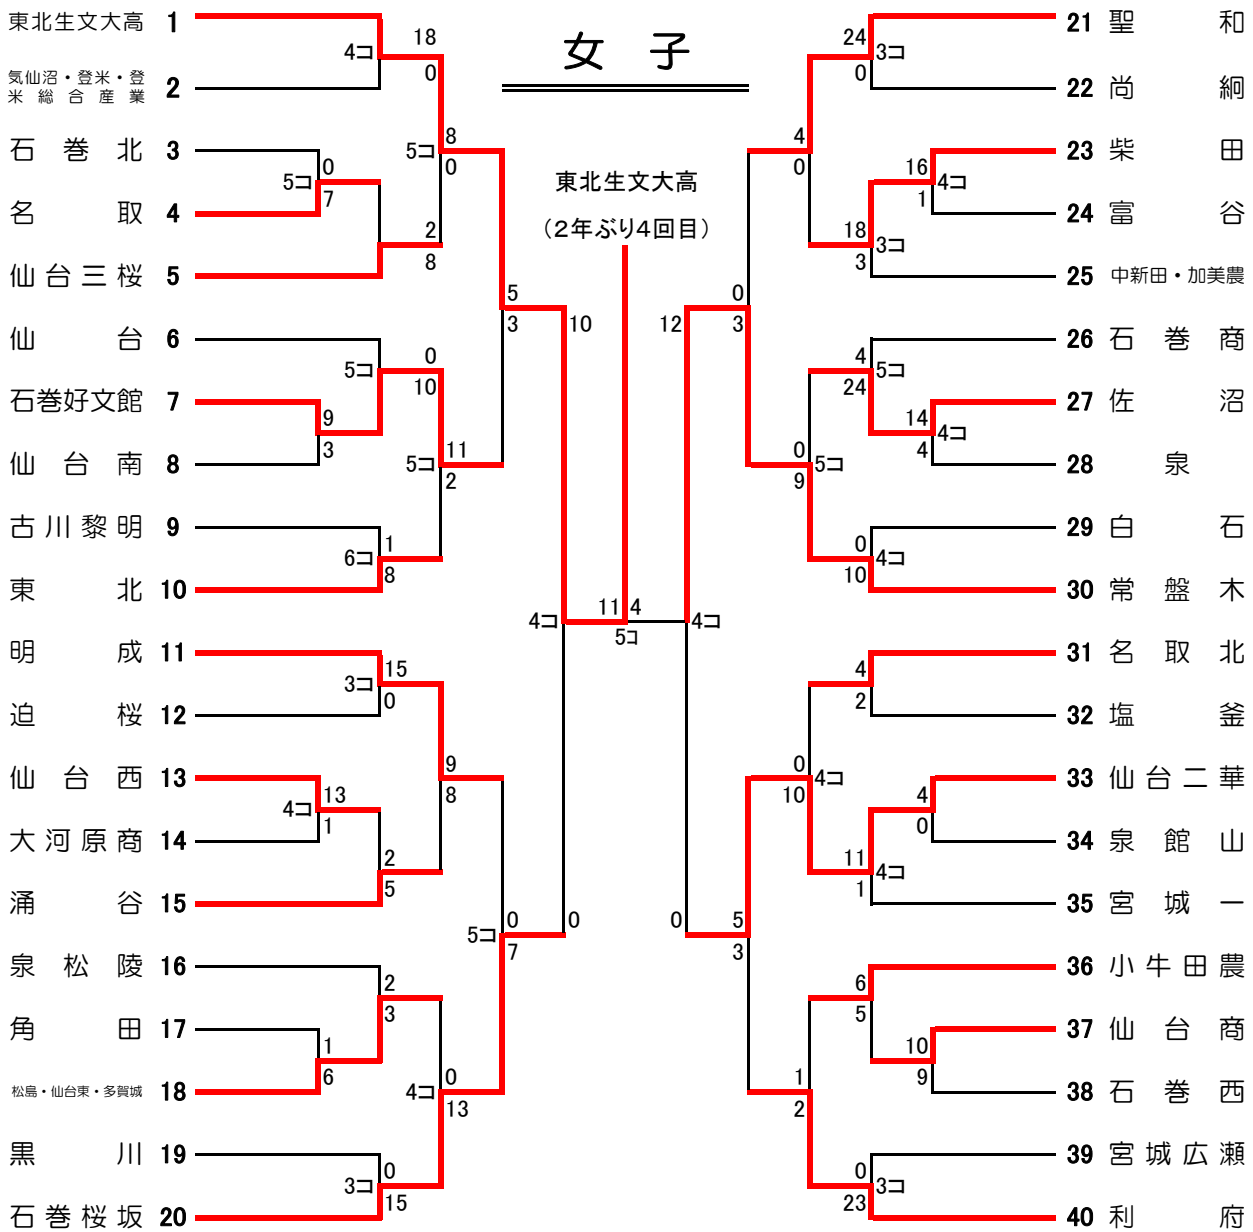 女子
東北生文大高
(2年ぶり4回目)
東北生文大高 1
気仙沼・登米・登
米総合産業 2
石巻北 3
名取 4
仙台三桜 5
仙台 6
石巻好文館 7
仙台南 8
古川黎明 9
東北 10
明成 11
迫桜 12
仙台西 13
大河原商 14
涌谷 15
泉松陵 16
角田 17
松島・仙台東・多賀城 18
黒川 19
石巻桜坂 20
4コ 18
0
5コ 0
7
5コ 8
0
2
8
5
3
10
5コ 0
10
9
3
5コ 11
2
6コ 1
8
4コ 11 4 4コ
5コ
3コ 15
0
4コ 13
1
9
8
2
5
5コ 0
7
0
2
3
1
6
4コ 0
13
3コ 0
15
21 聖和
22 尚絅
23 柴田
24 富谷
25 中新田・加美農
26 石巻商
27 佐沼
28 泉
29 白石
30 常盤木
31 名取北
32 塩釜
33 仙台二華
34 泉館山
35 宮城一
36 小牛田農
37 仙台商
38 石巻西
39 宮城広瀬
40 利府
24 3コ
0
4
0
16 4コ
1
18 3コ
3
12
0
3
4 5コ
24
14 4コ
4
0 5コ
9
0 4コ
10
4
2
0 4コ
10
4
0
11 4コ
1
0
5
3
6
5
10
9
1
2
0 3コ
23